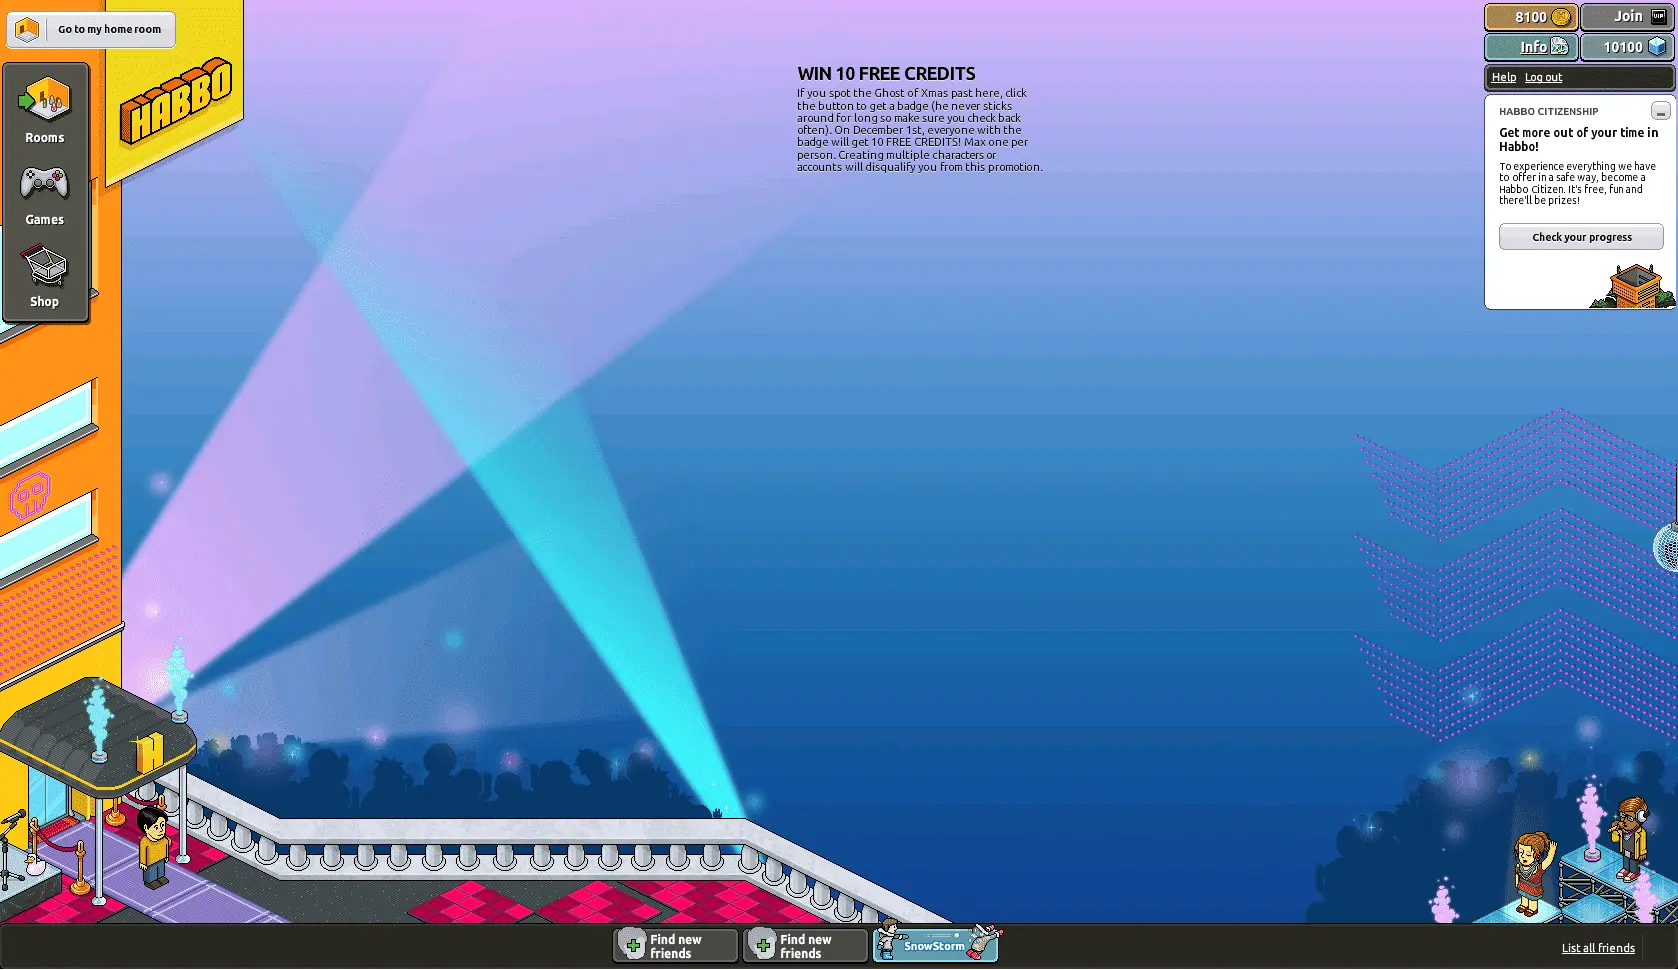 Go to my home room
HABBO
Rooms
Games
Shop
WIN 10 FREE CREDITS
If you spot the Ghost of Xmas past here, click
the button to get a badge (he never sticks
around for long so make sure you check back
often). On December 1st, everyone with the
badge will get 10 FREE CREDITS! Max one per
person. Creating multiple characters or
accounts will disqualify you from this promotion.
8100
Join VIP
Info
10100
Help Log out
HABBO CITIZENSHIP
Get more out of your time in
Habbo!
To experience everything we have
to offer in a safe way, become a
Habbo Citizen. It's free, fun and
there'll be prizes!
Check your progress
H
Find new
friends
Find new
friends
SnowStorm
List all friends